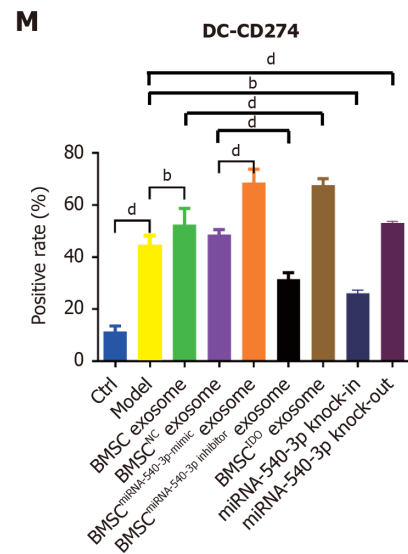 M
DC-CD274
d
b
d
d
d
b
d
Positive rate (%)
80
60
40
20
0
Ctrl
Model
BMSC exosome
BMSC^NC exosome
BMSC^miRNA-540-3p-mimic exosome
BMSC^miRNA-540-3p inhibitor exosome
BMSC^IDO exosome
miRNA-540-3p knock-in
miRNA-540-3p knock-out